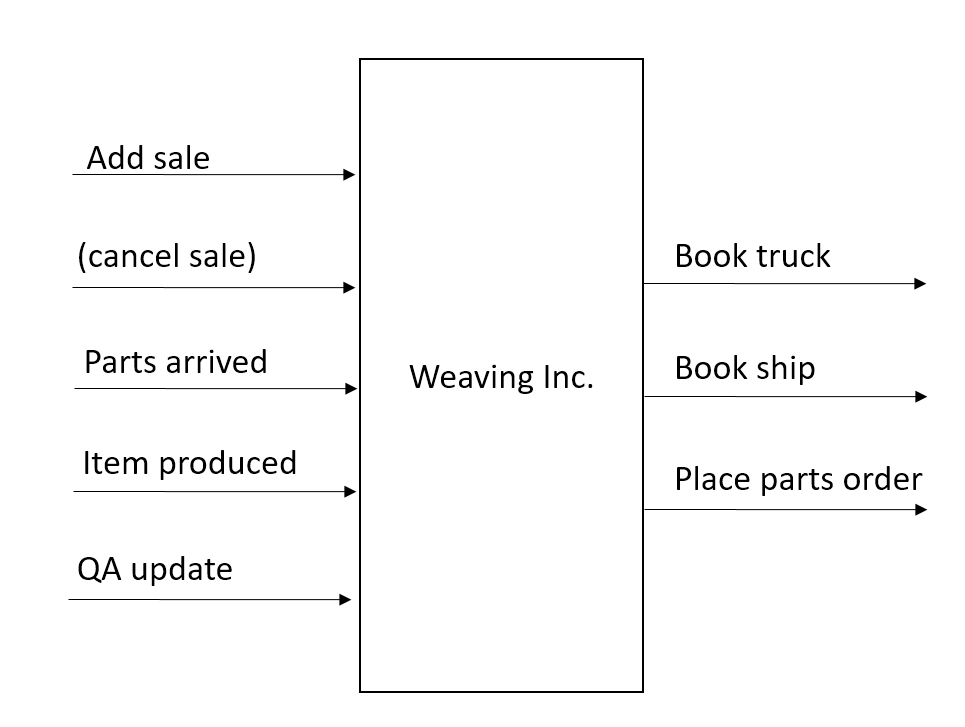 Add sale
(cancel sale)
Parts arrived
Item produced
QA update
Weaving Inc.
Book truck
Book ship
Place parts order